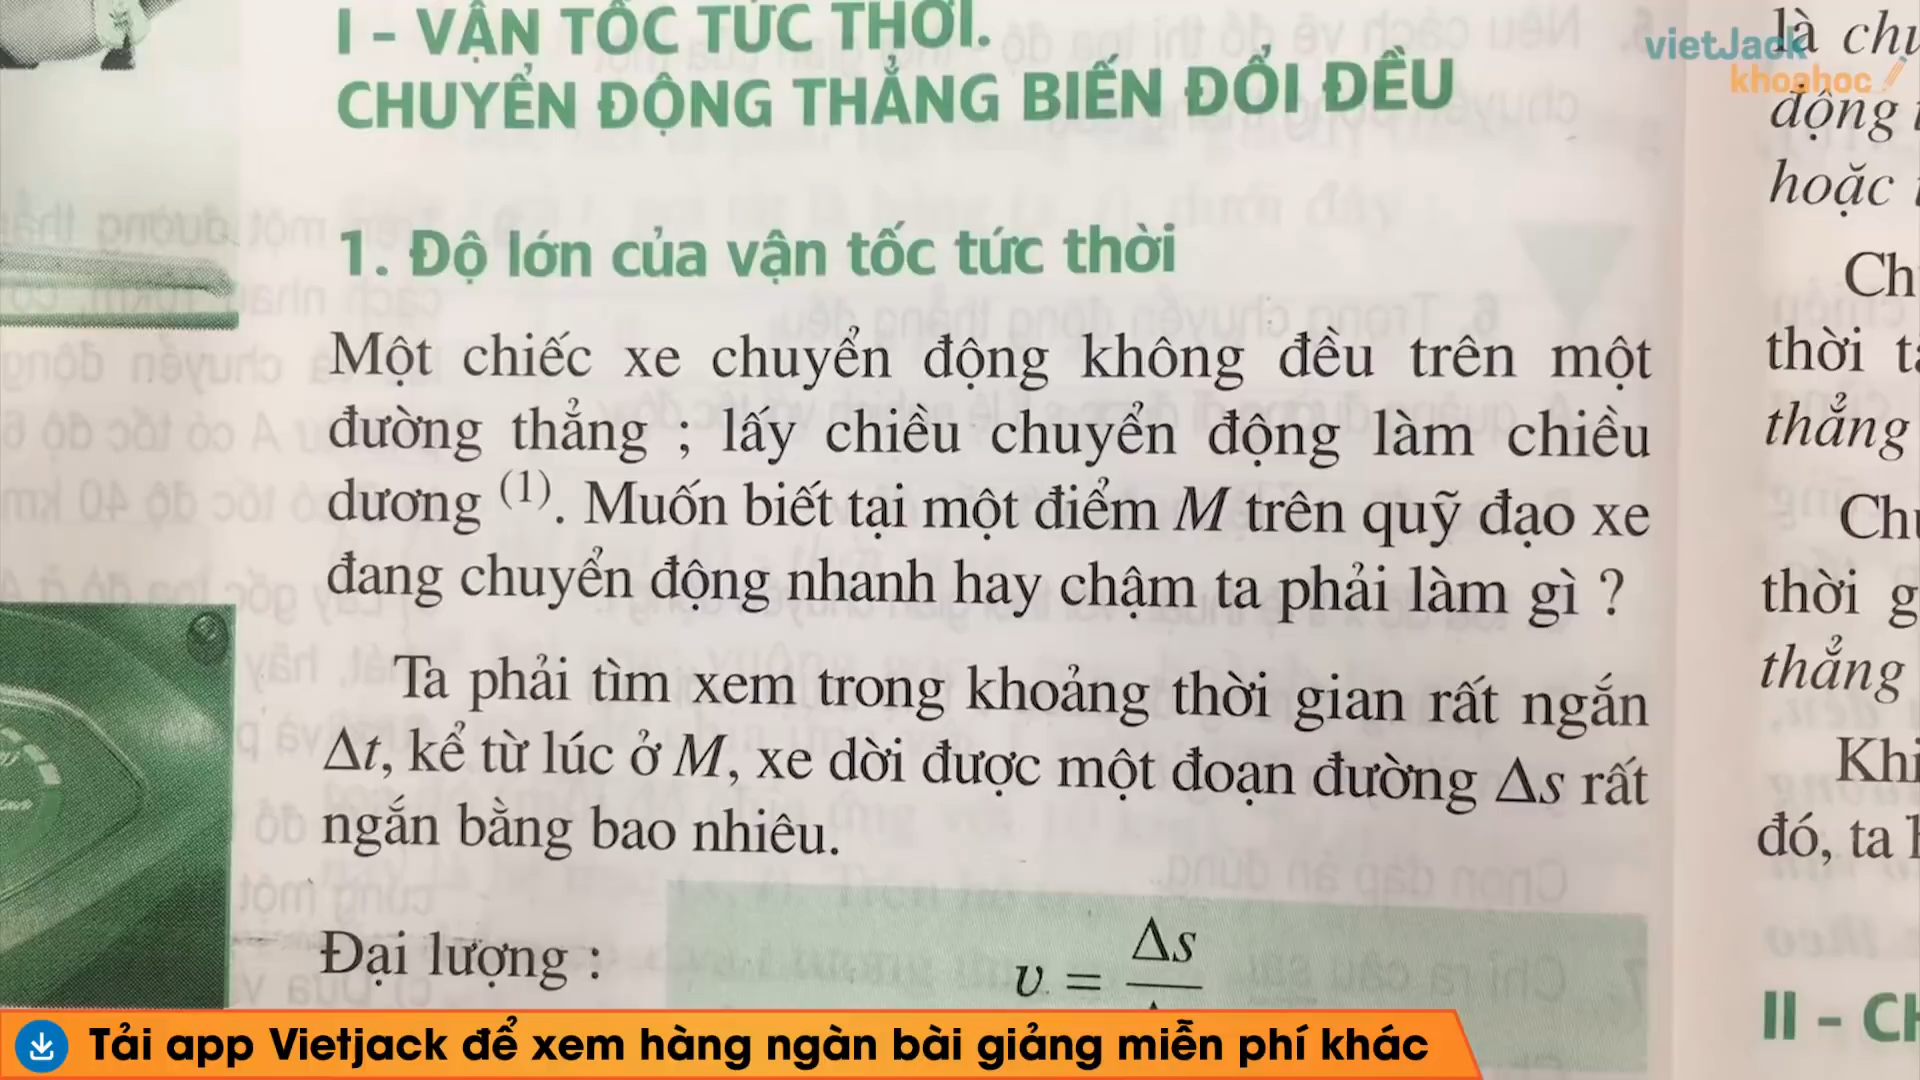 I – VẬN TỐC TỨC THỜI.
CHUYỂN ĐỘNG THẲNG BIẾN ĐỔI ĐỀU
1. Độ lớn của vận tốc tức thời
Một chiếc xe chuyển động không đều trên một
đường thẳng ; lấy chiều chuyển động làm chiều
dương (1). Muốn biết tại một điểm M trên quỹ đạo xe
đang chuyển động nhanh hay chậm ta phải làm gì ?
Ta phải tìm xem trong khoảng thời gian rất ngắn
Δt, kể từ lúc ở M, xe dời được một đoạn đường Δs rất
ngắn bằng bao nhiêu.
Đại lượng : v = Δs
vietJack
khoahoc
là
động
hoặc
thời
thẳng
thời
thẳng
Khi
đó, ta
II –
Tải app Vietjack để xem hàng ngàn bài giảng miễn phí khác